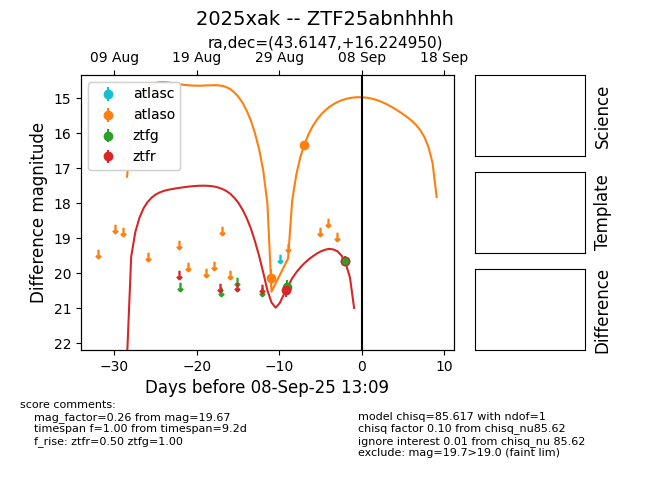 2025xak -- ZTF25abnhhhh
ra,dec=(43.6147,+16.224950)
09 Aug 19 Aug 29 Aug 08 Sep 18 Sep
atlasc
atlaso
ztfg
ztfr
15
16
17
18
19
20
21
22
Difference magnitude
−30 −20 −10 0 10
Days before 08-Sep-25 13:09
Science
Template
Difference
score comments:
mag_factor=0.26 from mag=19.67
timespan f=1.00 from timespan=9.2d
f_rise: ztfr=0.50 ztfg=1.00
model chisq=85.617 with ndof=1
chisq factor 0.10 from chisq_nu85.62
ignore interest 0.01 from chisq_nu 85.62
exclude: mag=19.7>19.0 (faint lim)